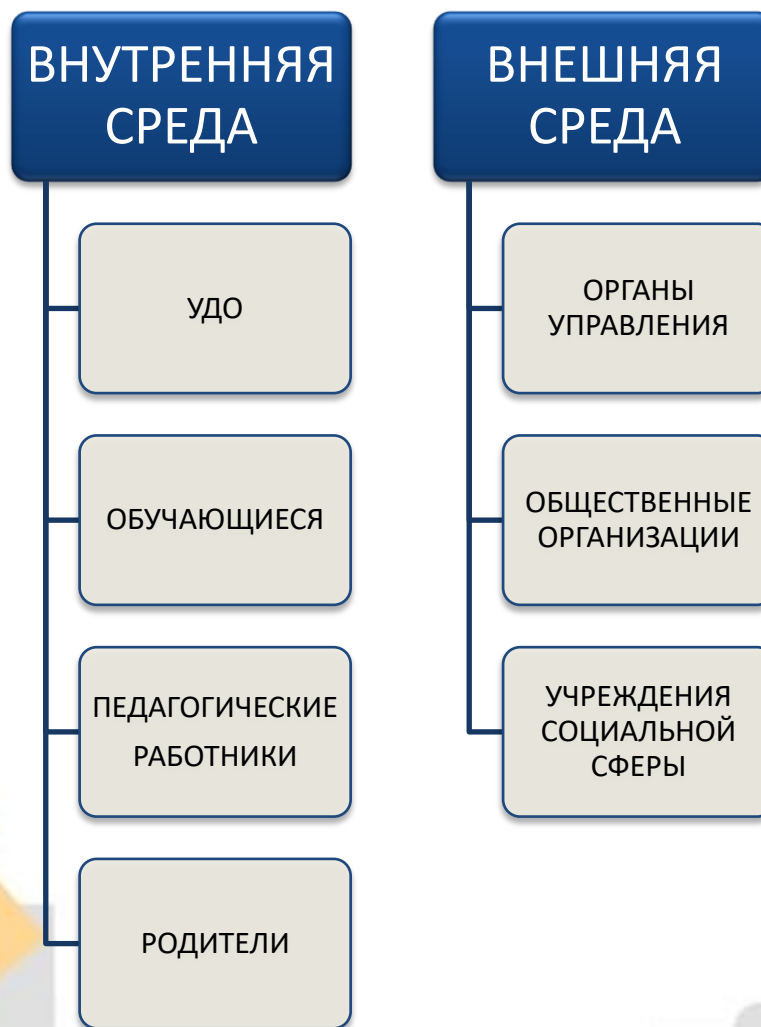 ВНУТРЕННЯЯ
СРЕДА
УДО
ОБУЧАЮЩИЕСЯ
ПЕДАГОГИЧЕСКИЕ
РАБОТНИКИ
РОДИТЕЛИ
ВНЕШНЯЯ
СРЕДА
ОРГАНЫ
УПРАВЛЕНИЯ
ОБЩЕСТВЕННЫЕ
ОРГАНИЗАЦИИ
УЧРЕЖДЕНИЯ
СОЦИАЛЬНОЙ
СФЕРЫ